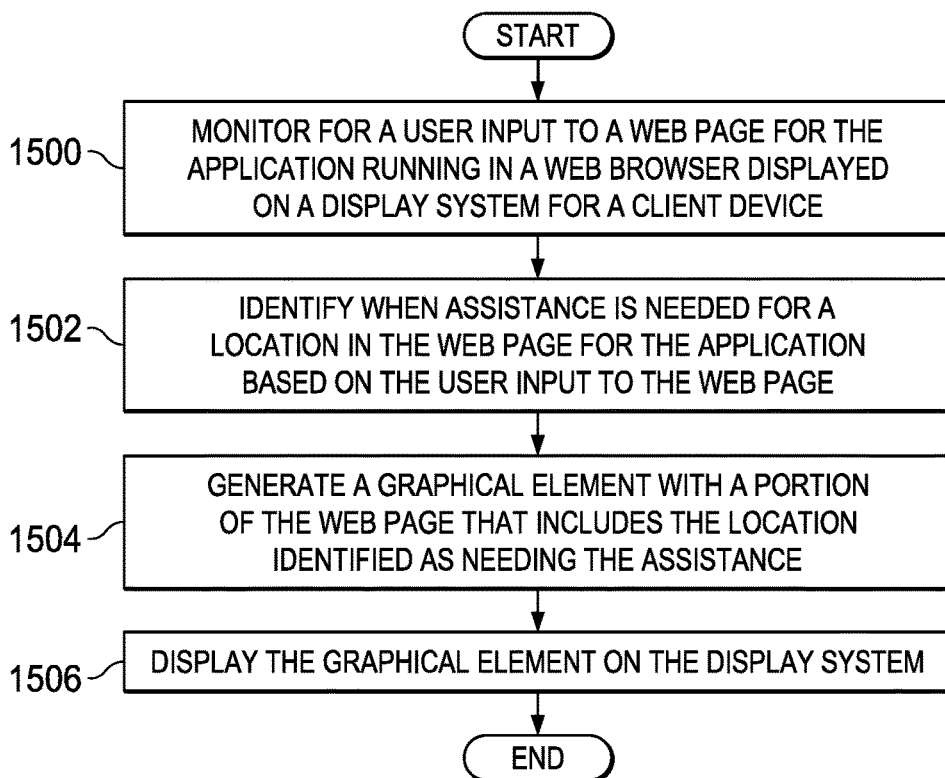 START
1500
MONITOR FOR A USER INPUT TO A WEB PAGE FOR THE
APPLICATION RUNNING IN A WEB BROWSER DISPLAYED
ON A DISPLAY SYSTEM FOR A CLIENT DEVICE
1502
IDENTIFY WHEN ASSISTANCE IS NEEDED FOR A
LOCATION IN THE WEB PAGE FOR THE APPLICATION
BASED ON THE USER INPUT TO THE WEB PAGE
1504
GENERATE A GRAPHICAL ELEMENT WITH A PORTION
OF THE WEB PAGE THAT INCLUDES THE LOCATION
IDENTIFIED AS NEEDING THE ASSISTANCE
1506
DISPLAY THE GRAPHICAL ELEMENT ON THE DISPLAY SYSTEM
END